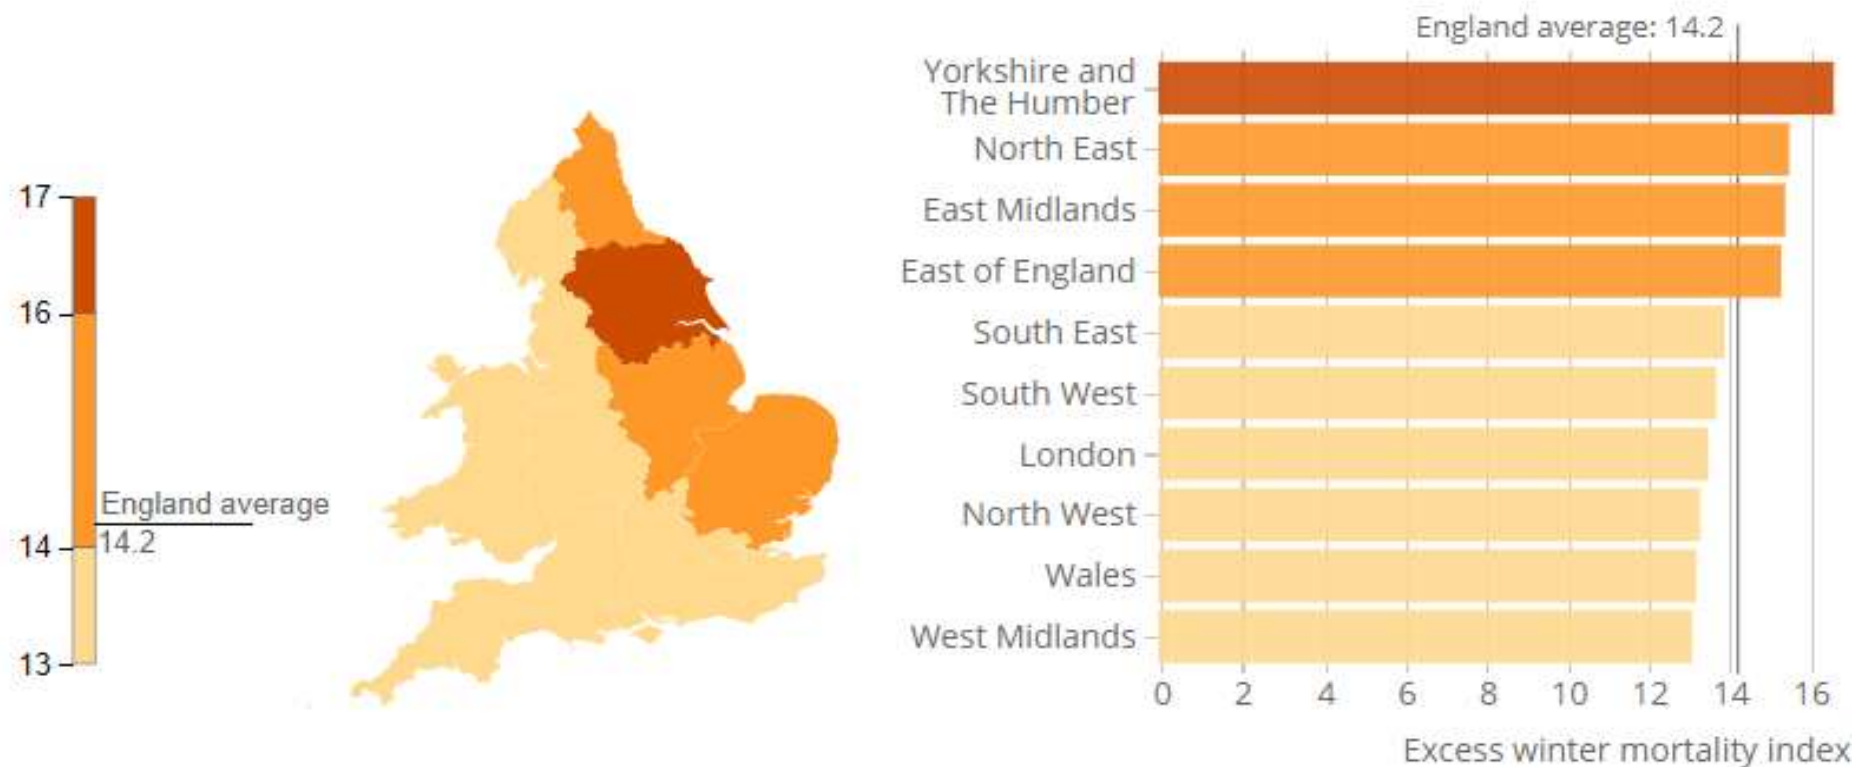 17
16
England average
14
14.2
13
England average: 14.2
Yorkshire and
The Humber
North East
East Midlands
East of England
South East
South West
London
North West
Wales
West Midlands
0 2 4 6 8 10 12 14 16
Excess winter mortality index